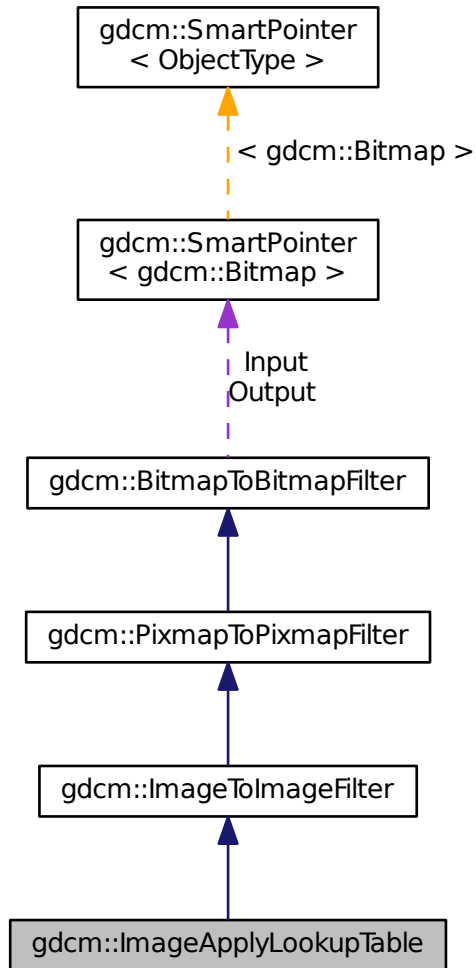 gdcm::SmartPointer
< ObjectType >
< gdcm::Bitmap >
gdcm::SmartPointer
< gdcm::Bitmap >
Input
Output
gdcm::BitmapToBitmapFilter
gdcm::PixmapToPixmapFilter
gdcm::ImageToImageFilter
gdcm::ImageApplyLookupTable